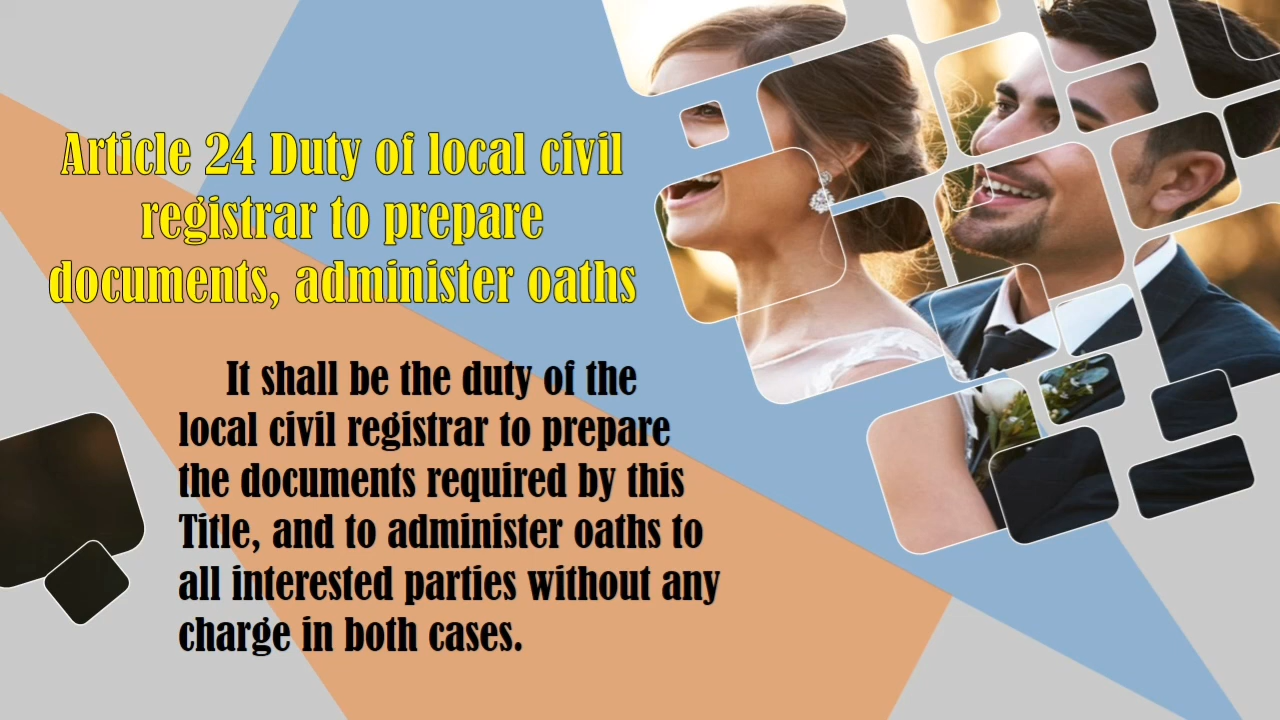 Article 24 Duty of local civil
registrar to prepare
documents, administer oaths
It shall be the duty of the
local civil registrar to prepare
the documents required by this
Title, and to administer oaths to
all interested parties without any
charge in both cases.